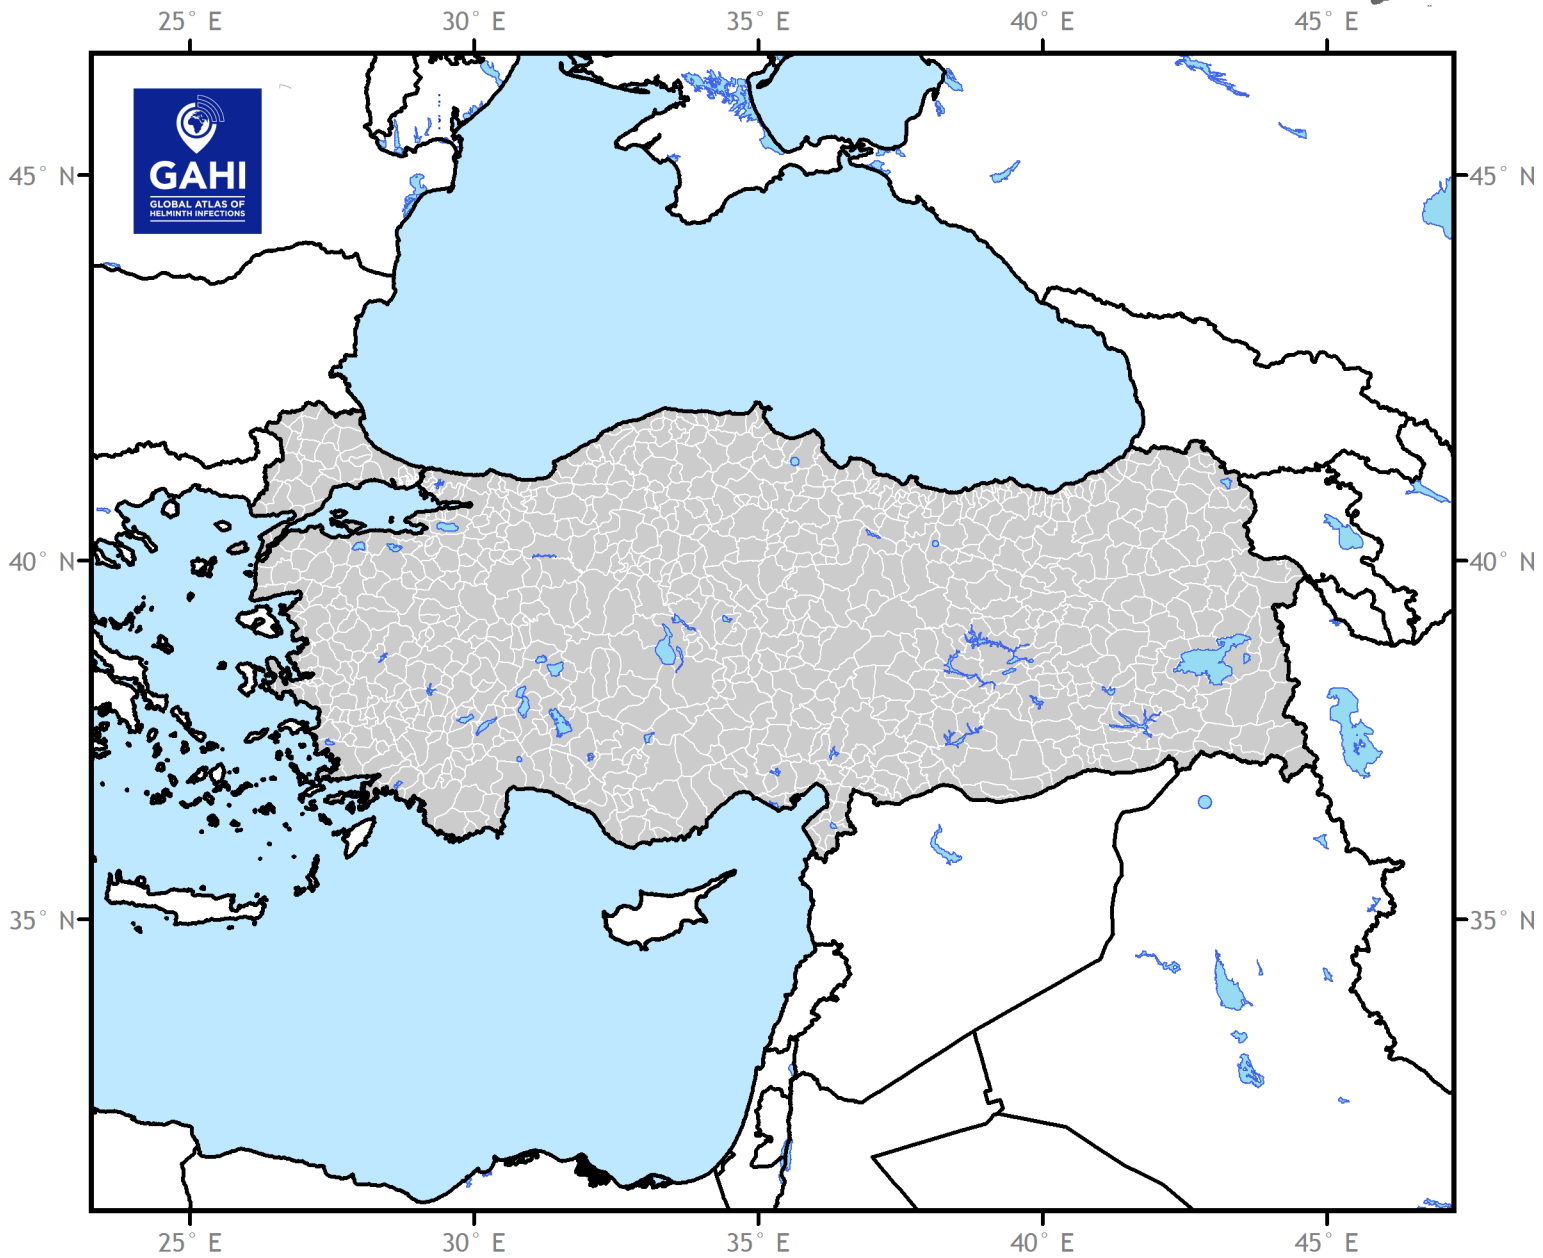 25° E 30° E 35° E 40° E 45° E
GAHI
GLOBAL ATLAS OF
HELMINTH INFECTIONS
45° N 45° N
40° N 40° N
35° N 35° N
25° E 30° E 35° E 40° E 45° E